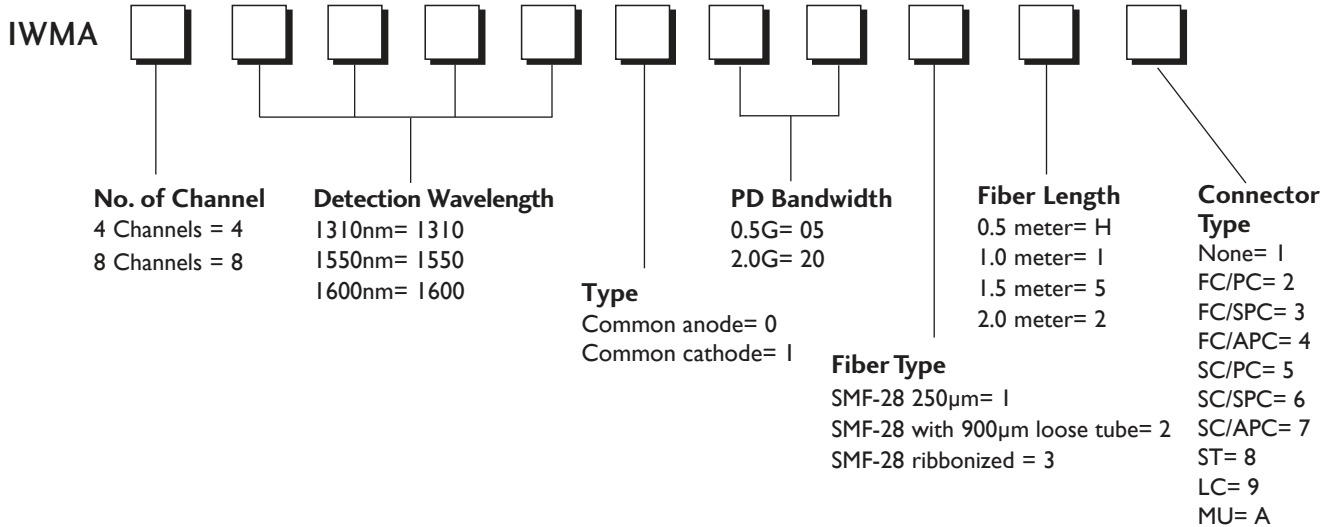 IWMA
No. of Channel
4 Channels = 4
8 Channels = 8
Detection Wavelength
1310nm= 1310
1550nm= 1550
1600nm= 1600
Type
Common anode= 0
Common cathode= 1
PD Bandwidth
0.5G= 05
2.0G= 20
Fiber Type
SMF-28 250µm= 1
SMF-28 with 900µm loose tube= 2
SMF-28 ribbonized = 3
Fiber Length
0.5 meter= H
1.0 meter= 1
1.5 meter= 5
2.0 meter= 2
Connector
Type
None= 1
FC/PC= 2
FC/SPC= 3
FC/APC= 4
SC/PC= 5
SC/SPC= 6
SC/APC= 7
ST= 8
LC= 9
MU= A